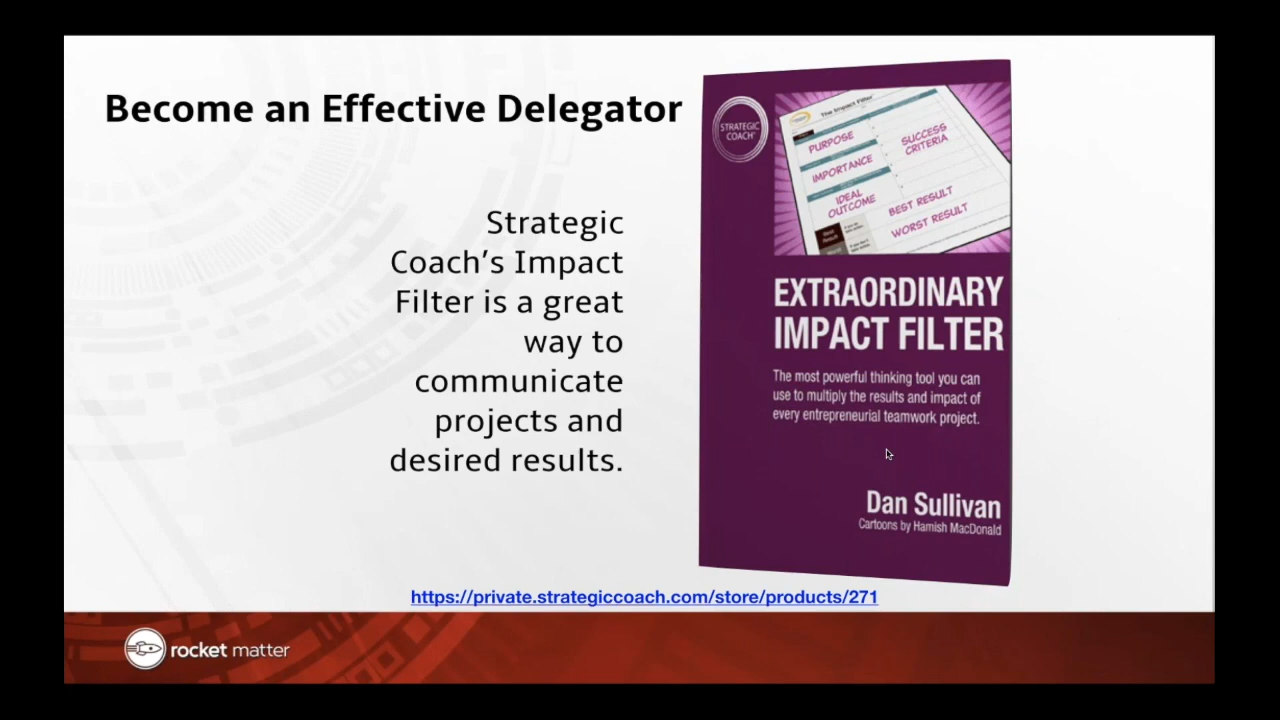 Become an Effective Delegator
Strategic
Coach’s Impact
Filter is a great
way to
communicate
projects and
desired results.
STRATEGIC
COACH
The Impact Filter
PURPOSE
IMPORTANCE
IDEAL
OUTCOME
SUCCESS
CRITERIA
BEST RESULT
WORST RESULT
EXTRAORDINARY
IMPACT FILTER
The most powerful thinking tool you can
use to multiply the results and impact of
every entrepreneurial teamwork project.
Dan Sullivan
Cartoons by Hamish MacDonald
https://private.strategiccoach.com/store/products/271
rocket matter